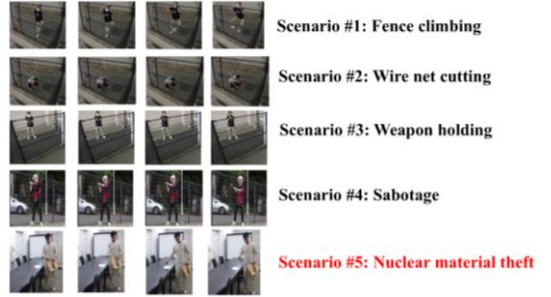 Scenario #1: Fence climbing
Scenario #2: Wire net cutting
Scenario #3: Weapon holding
Scenario #4: Sabotage
Scenario #5: Nuclear material theft